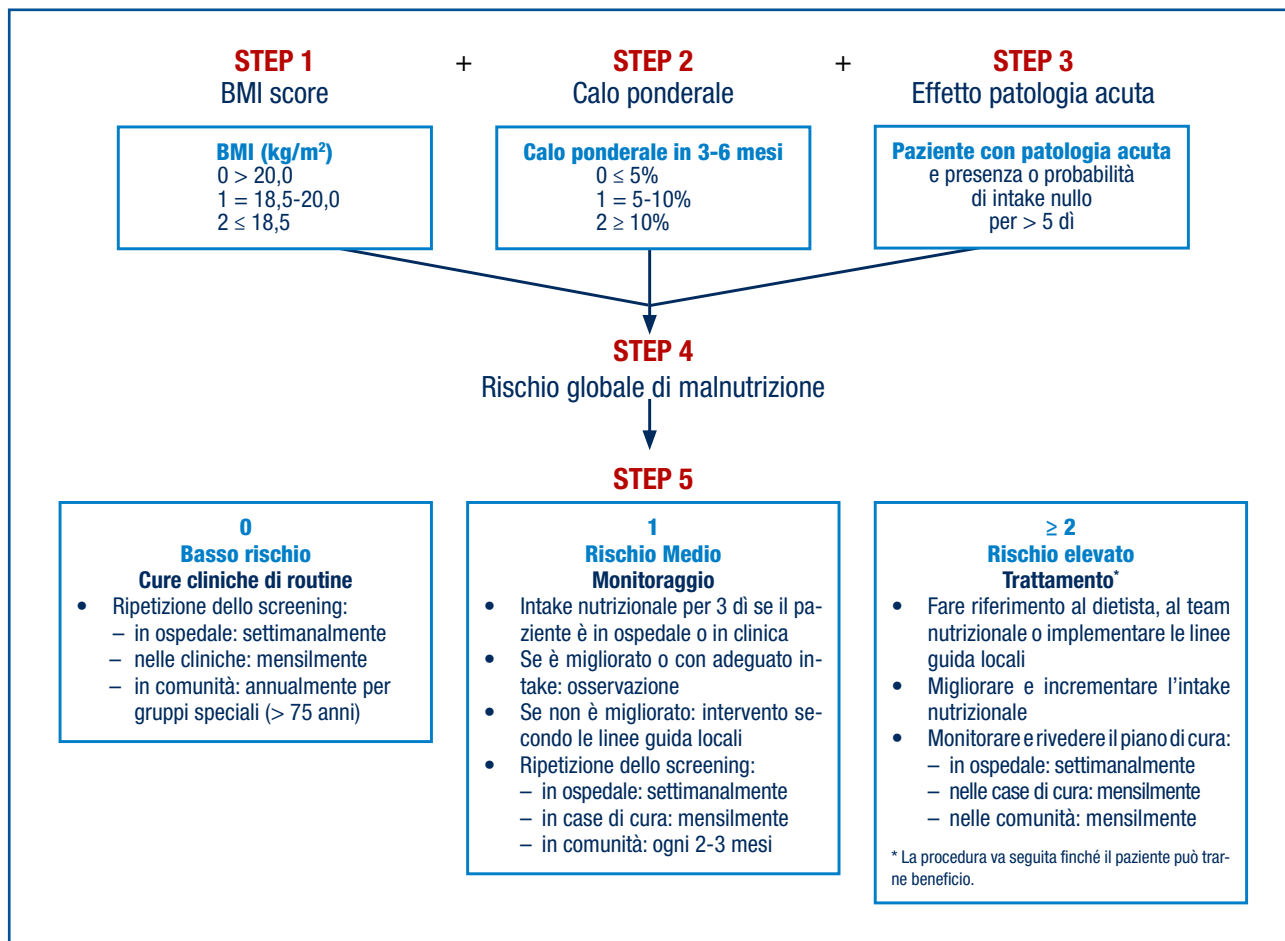 STEP 1 + STEP 2 + STEP 3
BMI score Calo ponderale Effetto patologia acuta
BMI (kg/m²)
0 > 20,0
1 = 18,5-20,0
2 ≤ 18,5
Calo ponderale in 3-6 mesi
0 ≤ 5%
1 = 5-10%
2 ≥ 10%
Paziente con patologia acuta
e presenza o probabilità
di intake nullo
per > 5 dì
STEP 4
Rischio globale di malnutrizione
STEP 5
0
Basso rischio
Cure cliniche di routine
• Ripetizione dello screening:
– in ospedale: settimanalmente
– nelle cliniche: mensilmente
– in comunità: annualmente per
gruppi speciali (> 75 anni)
1
Rischio Medio
Monitoraggio
• Intake nutrizionale per 3 dì se il pa-
ziente è in ospedale o in clinica
• Se è migliorato o con adeguato in-
take: osservazione
• Se non è migliorato: intervento se-
condo le linee guida locali
• Ripetizione dello screening:
– in ospedale: settimanalmente
– in case di cura: mensilmente
– in comunità: ogni 2-3 mesi
≥ 2
Rischio elevato
Trattamento*
• Fare riferimento al dietista, al team
nutrizionale o implementare le linee
guida locali
• Migliorare e incrementare l’intake
nutrizionale
• Monitorare e rivedere il piano di cura:
– in ospedale: settimanalmente
– nelle case di cura: mensilmente
– nelle comunità: mensilmente
* La procedura va seguita finché il paziente può trar-
ne beneficio.